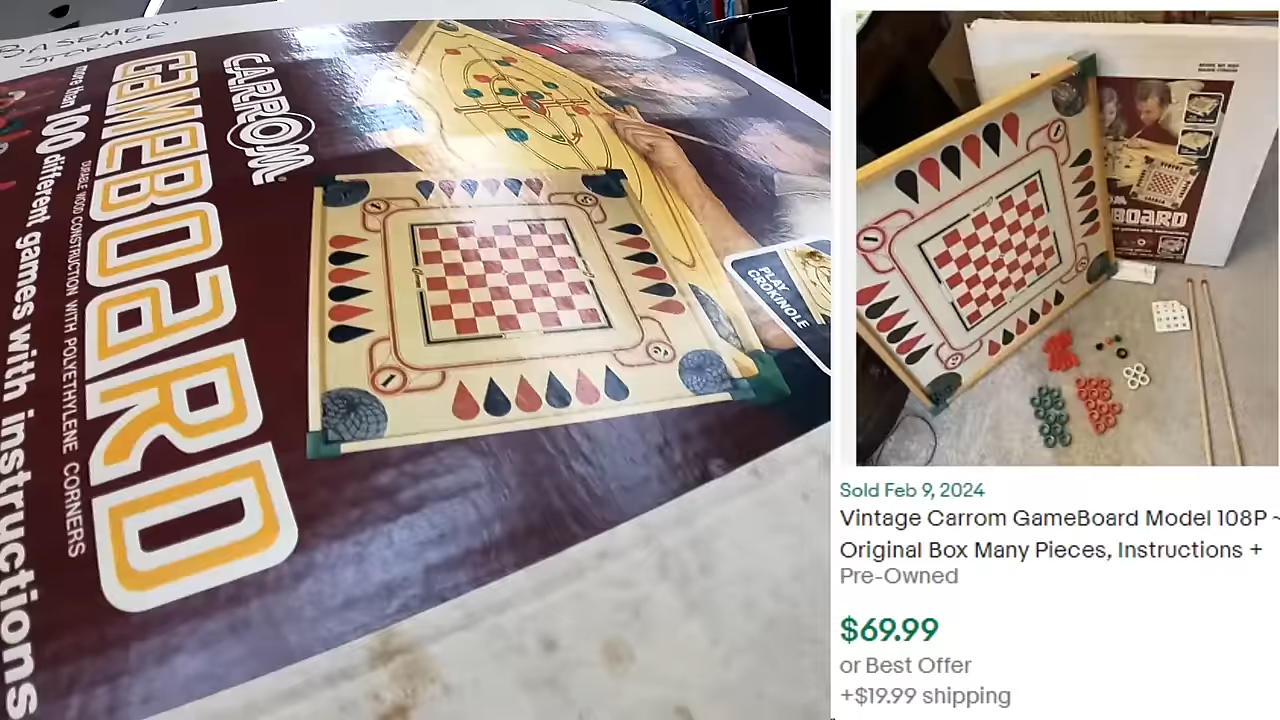 BASEMENT
STORAGE
CARROM
GAMEBOARD
DURABLE WOOD CONSTRUCTION WITH POLYETHYLENE CORNERS
more than 100 different games with instructions
PLAY
CROKINOLE
BOARD
Sold Feb 9, 2024
Vintage Carrom GameBoard Model 108P ~
Original Box Many Pieces, Instructions +
Pre-Owned
$69.99
or Best Offer
+$19.99 shipping